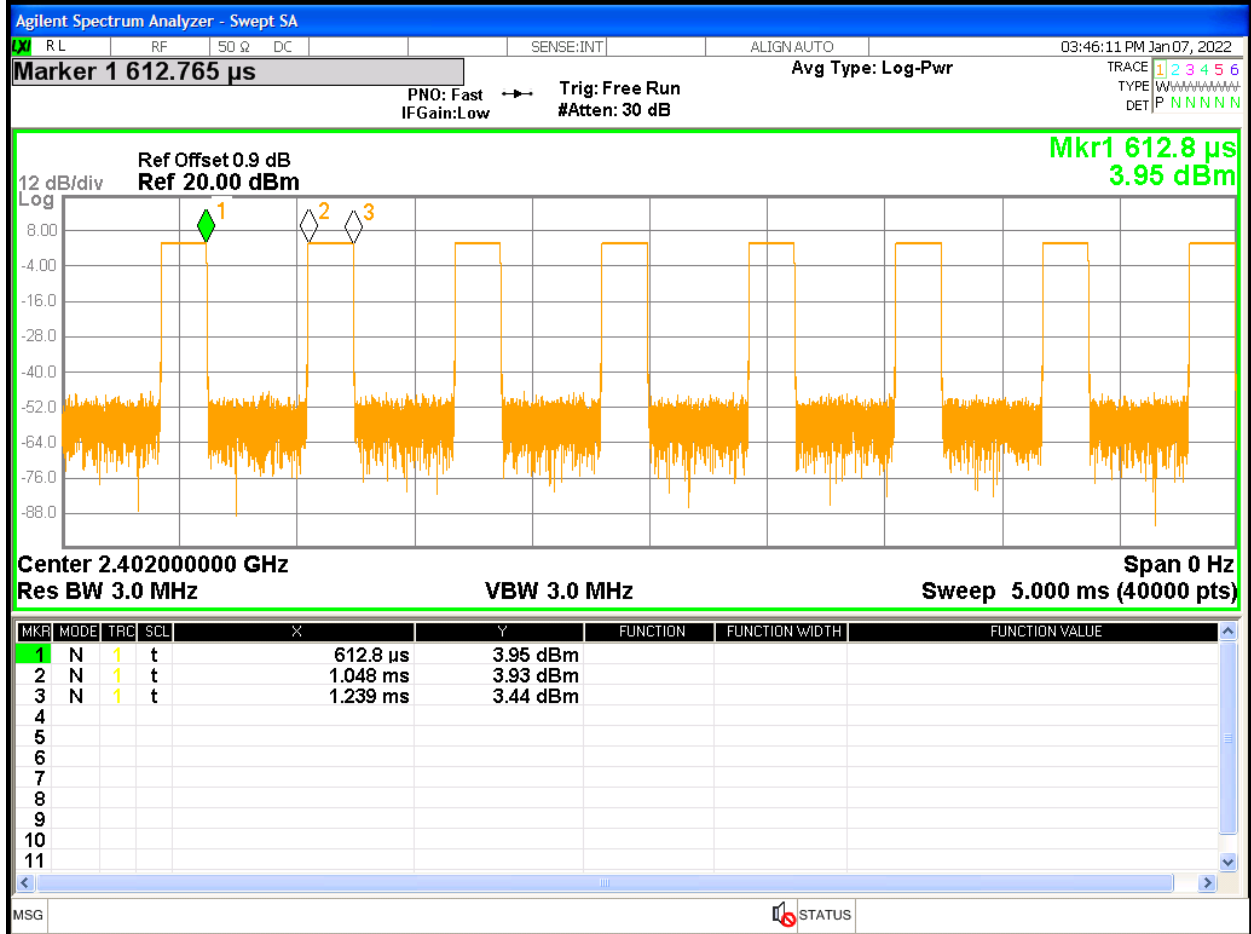 Agilent Spectrum Analyzer - Swept SA
LXI RL RF 50 Ω DC SENSE:INT ALIGN AUTO 03:46:11 PM Jan 07, 2022
Marker 1 612.765 µs
PNO: Fast
IFGain:Low
Trig: Free Run
#Atten: 30 dB
Avg Type: Log-Pwr
TRACE 1 2 3 4 5 6
TYPE
DET P N N N N N
Mkr1 612.8 µs
3.95 dBm
Ref Offset 0.9 dB
12 dB/div Ref 20.00 dBm
Log
1 2 3
8.00
-4.00
-16.0
-28.0
-40.0
-52.0
-64.0
-76.0
-88.0
Center 2.402000000 GHz Span 0 Hz
Res BW 3.0 MHz VBW 3.0 MHz Sweep 5.000 ms (40000 pts)
MKR MODE TRC SCL X Y FUNCTION FUNCTION WIDTH FUNCTION VALUE
1 N 1 t 612.8 µs 3.95 dBm
2 N 1 t 1.048 ms 3.93 dBm
3 N 1 t 1.239 ms 3.44 dBm
4
5
6
7
8
9
10
11
MSG STATUS